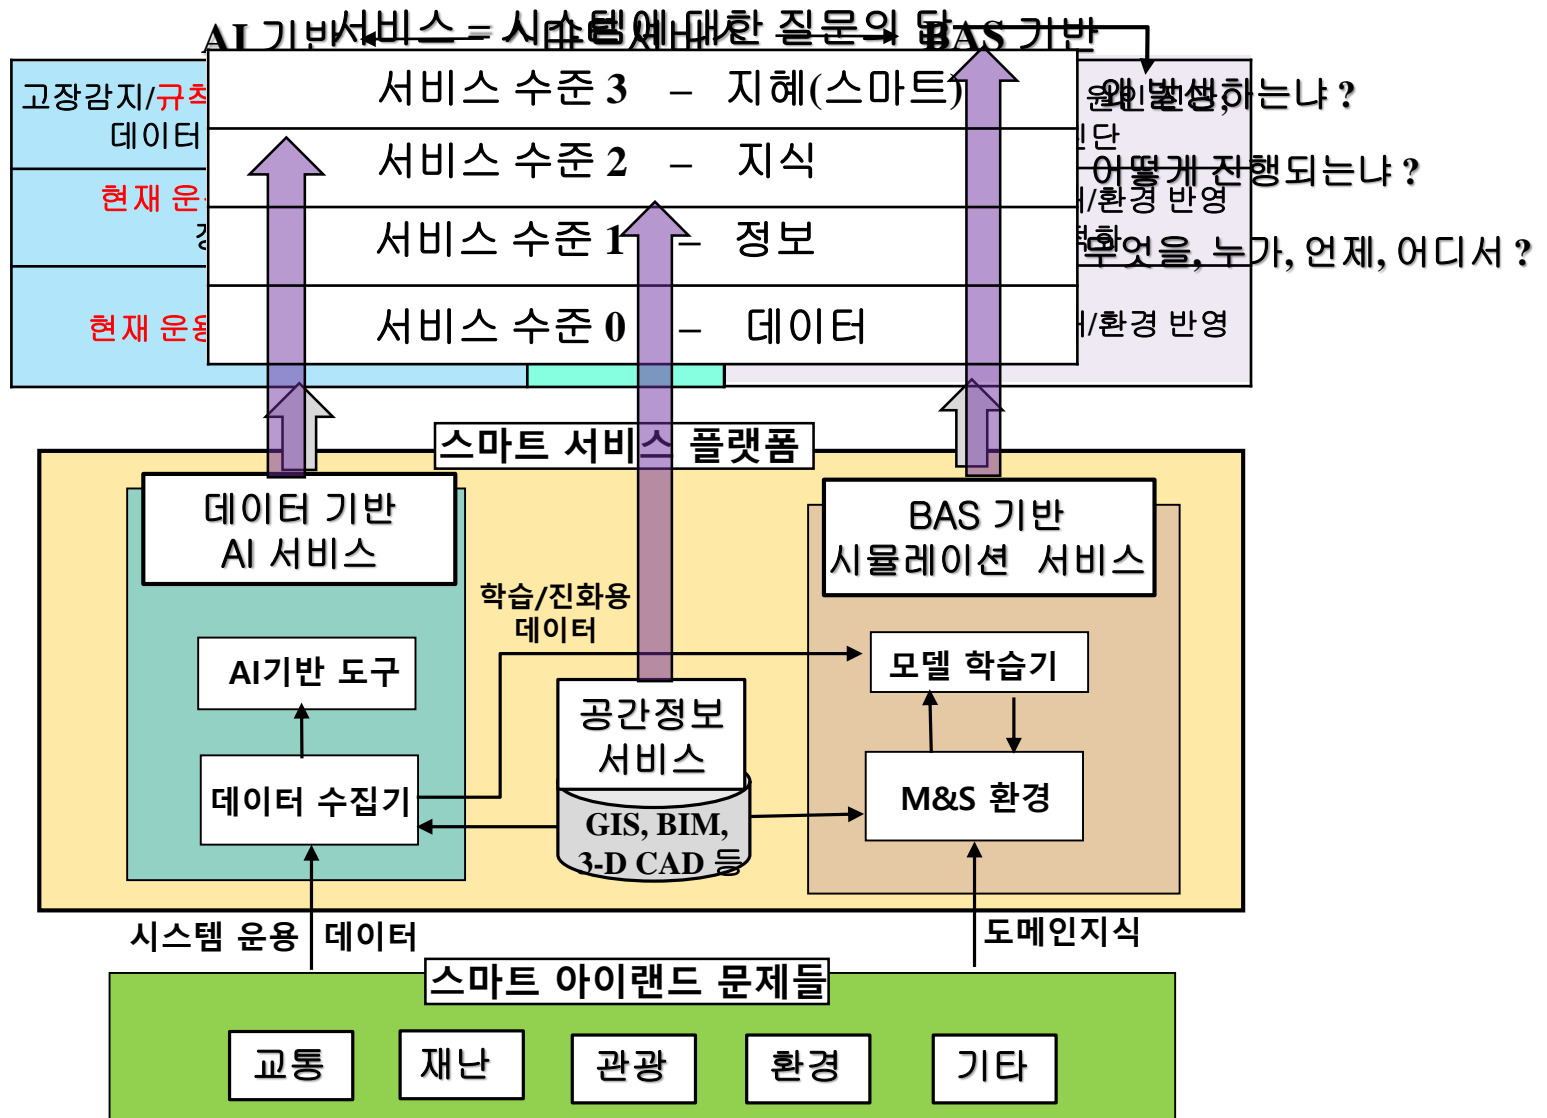 서비스 = 시스템에 대한 질문의 답
AI 기반
BAS 기반
서비스 수준 3 – 지혜(스마트)
왜 발생하는냐 ?
고장감지/규칙
데이터
서비스 수준 2 – 지식
어떻게 진행되는냐 ?
현재 운
/환경 반영
서비스 수준 1 – 정보
무엇을, 누가, 언제, 어디서 ?
현재 운용
서비스 수준 0 – 데이터
/환경 반영
스마트 서비스 플랫폼
데이터 기반
AI 서비스
BAS 기반
시뮬레이션 서비스
학습/진화용
데이터
AI기반 도구
모델 학습기
공간정보
서비스
데이터 수집기
M&S 환경
GIS, BIM,
3-D CAD 등
시스템 운용 데이터
도메인지식
스마트 아이랜드 문제들
교통
재난
관광
환경
기타